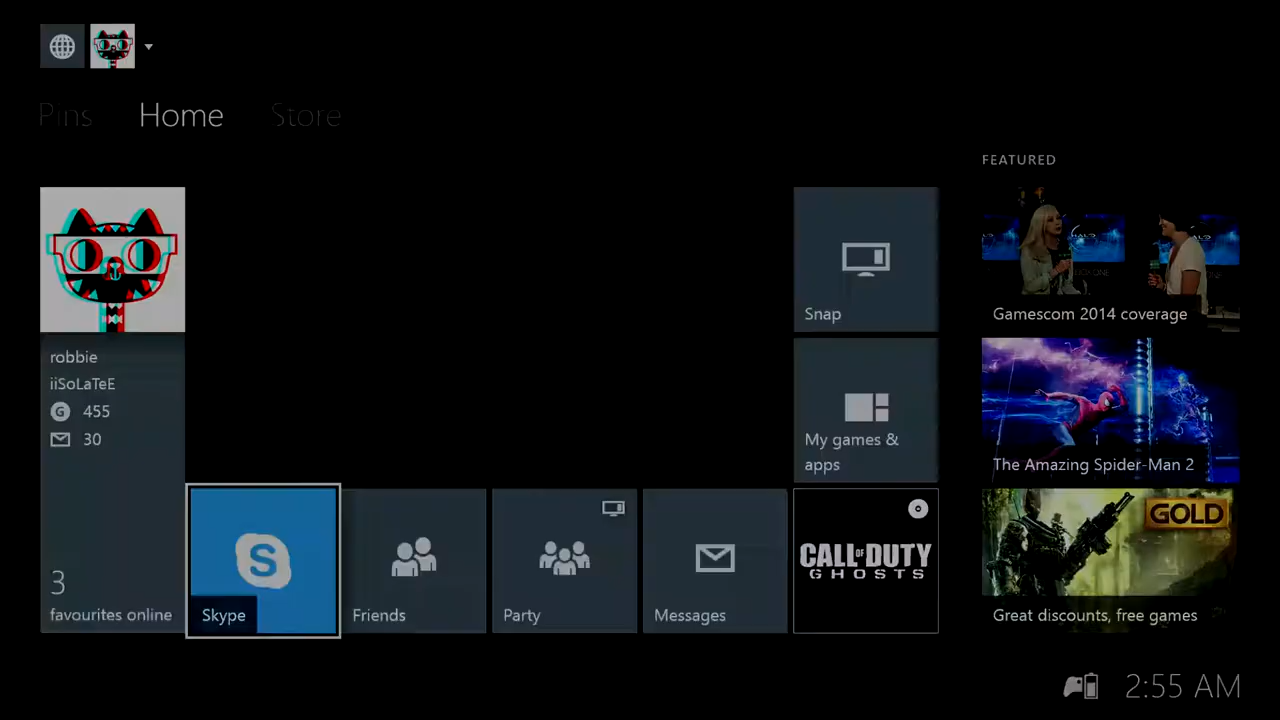 Pins Home Store
FEATURED
robbie
iiSoLaTeE
G 455
30
3
favourites online
Skype
Friends
Party
Messages
Snap
My games &
apps
CALL OF DUTY
GHOSTS
Gamescom 2014 coverage
The Amazing Spider-Man 2
GOLD
Great discounts, free games
2:55 AM